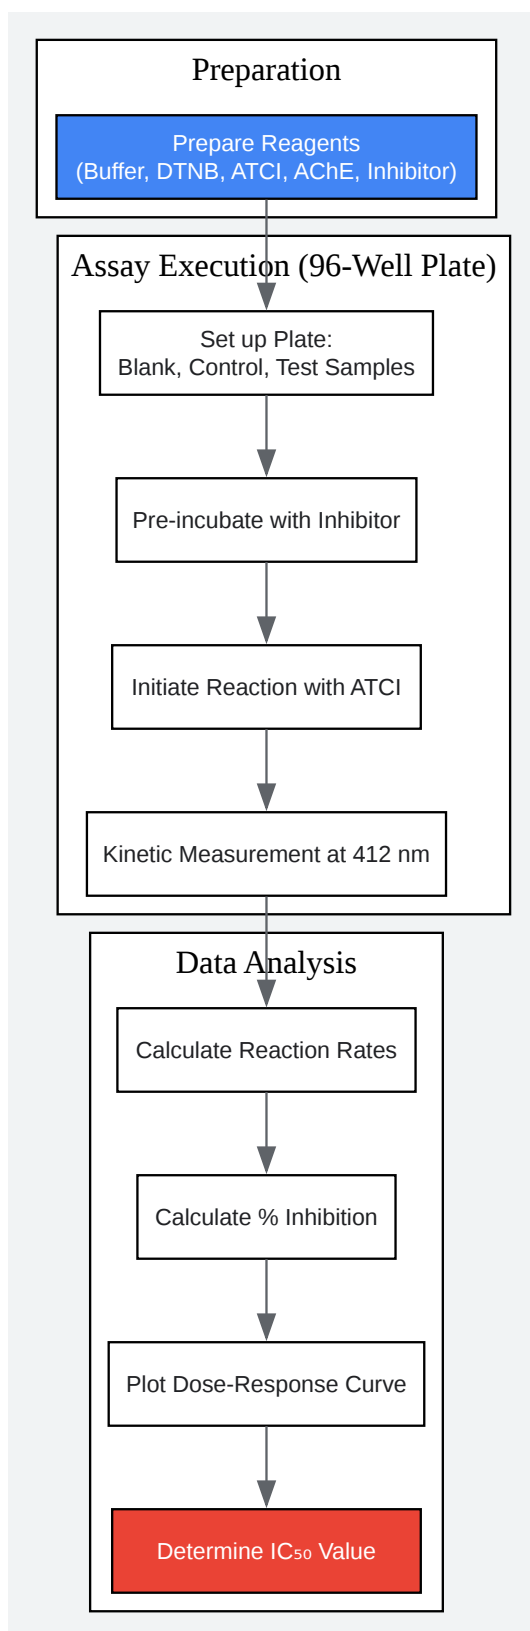 Preparation
Prepare Reagents
(Buffer, DTNB, ATCI, AChE, Inhibitor)
Assay Execution (96-Well Plate)
Set up Plate:
Blank, Control, Test Samples
Pre-incubate with Inhibitor
Initiate Reaction with ATCI
Kinetic Measurement at 412 nm
Data Analysis
Calculate Reaction Rates
Calculate % Inhibition
Plot Dose-Response Curve
Determine IC₅₀ Value